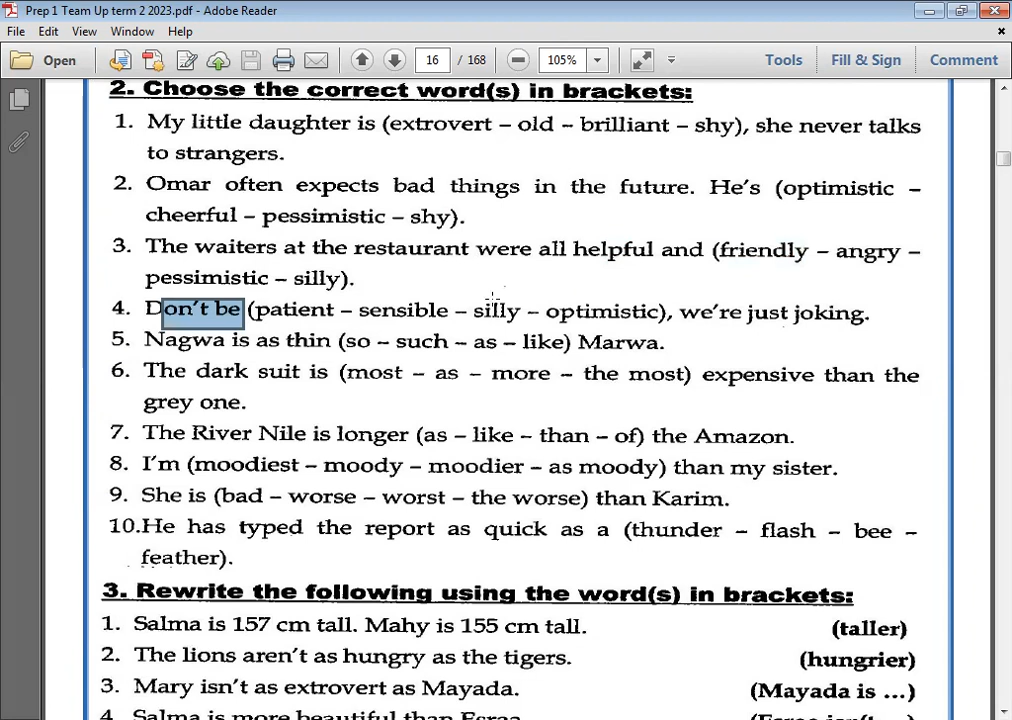 Prep 1 Team Up term 2 2023.pdf - Adobe Reader
File Edit View Window Help
Open 16 / 168 105% Tools Fill & Sign Comment
2. Choose the correct word(s) in brackets:
1. My little daughter is (extrovert – old – brilliant – shy), she never talks
to strangers.
2. Omar often expects bad things in the future. He's (optimistic –
cheerful – pessimistic – shy).
3. The waiters at the restaurant were all helpful and (friendly – angry –
pessimistic – silly).
4. Don't be (patient – sensible – silly – optimistic), we're just joking.
5. Nagwa is as thin (so – such – as – like) Marwa.
6. The dark suit is (most – as – more – the most) expensive than the
grey one.
7. The River Nile is longer (as – like – than – of) the Amazon.
8. I'm (moodiest – moody – moodier – as moody) than my sister.
9. She is (bad – worse – worst – the worse) than Karim.
10.He has typed the report as quick as a (thunder – flash – bee –
feather).
3. Rewrite the following using the word(s) in brackets:
1. Salma is 157 cm tall. Mahy is 155 cm tall. (taller)
2. The lions aren't as hungry as the tigers. (hungrier)
3. Mary isn't as extrovert as Mayada. (Mayada is ...)
4. Salma is more beautiful than Esraa. (Esraa isn't ...)